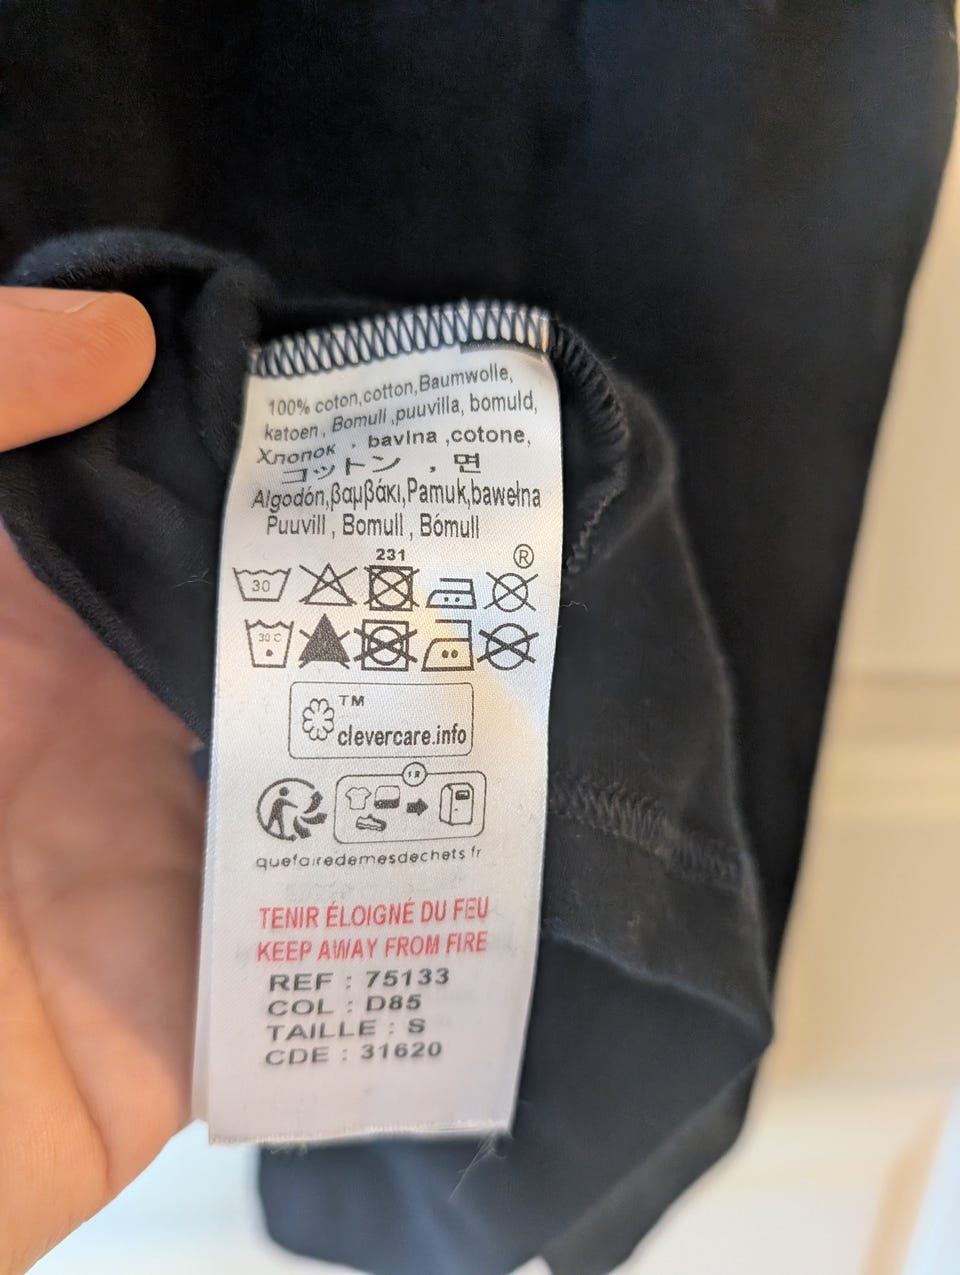 100% coton,cotton,Baumwolle,
katoen, Bomull ,puuvilla, bomuld,
Хлопок , bavlna ,cotone,
コットン , 면
Algodón,βαμβάκι,Pamuk,bawełna
Puuvill , Bomull , Bómull
231
®
30
30 C
TM
clevercare.info
quefairedemesdechets fr
TENIR ÉLOIGNÉ DU FEU
KEEP AWAY FROM FIRE
REF : 75133
COL : D85
TAILLE : S
CDE : 31620